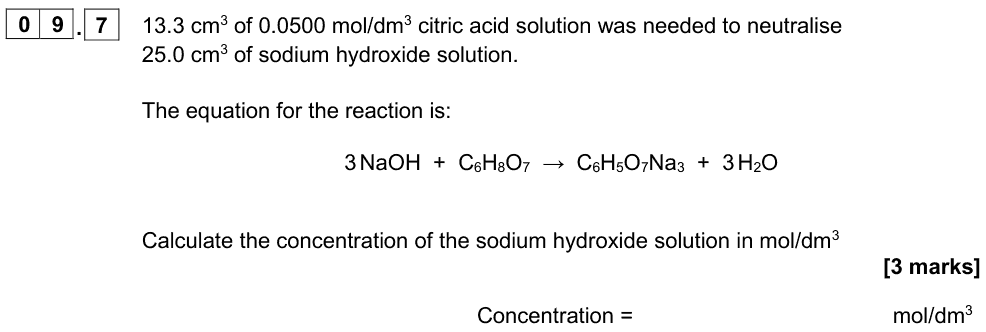 0 9 . 7 13.3 cm³ of 0.0500 mol/dm³ citric acid solution was needed to neutralise
25.0 cm³ of sodium hydroxide solution.
The equation for the reaction is:
3 NaOH + C₆H₈O₇ → C₆H₅O₇Na₃ + 3 H₂O
Calculate the concentration of the sodium hydroxide solution in mol/dm³
[3 marks]
Concentration = mol/dm³